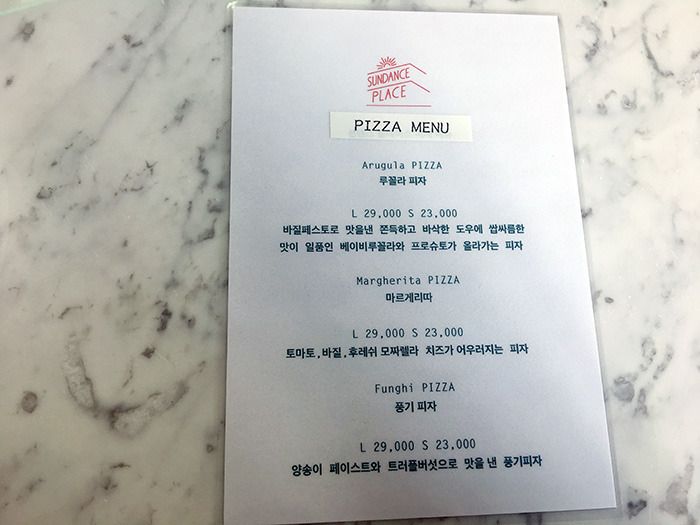 SUNDANCE
PLACE
PIZZA MENU
Arugula PIZZA
루꼴라 피자
L 29,000 S 23,000
바질페스토로 맛을낸 쫀득하고 바삭한 도우에 쌉싸름한
맛이 일품인 베이비루꼴라와 프로슈토가 올라가는 피자
Margherita PIZZA
마르게리따
L 29,000 S 23,000
토마토,바질,후레쉬 모짜렐라 치즈가 어우러지는 피자
Funghi PIZZA
풍기 피자
L 29,000 S 23,000
양송이 페이스트와 트러플버섯으로 맛을 낸 풍기피자